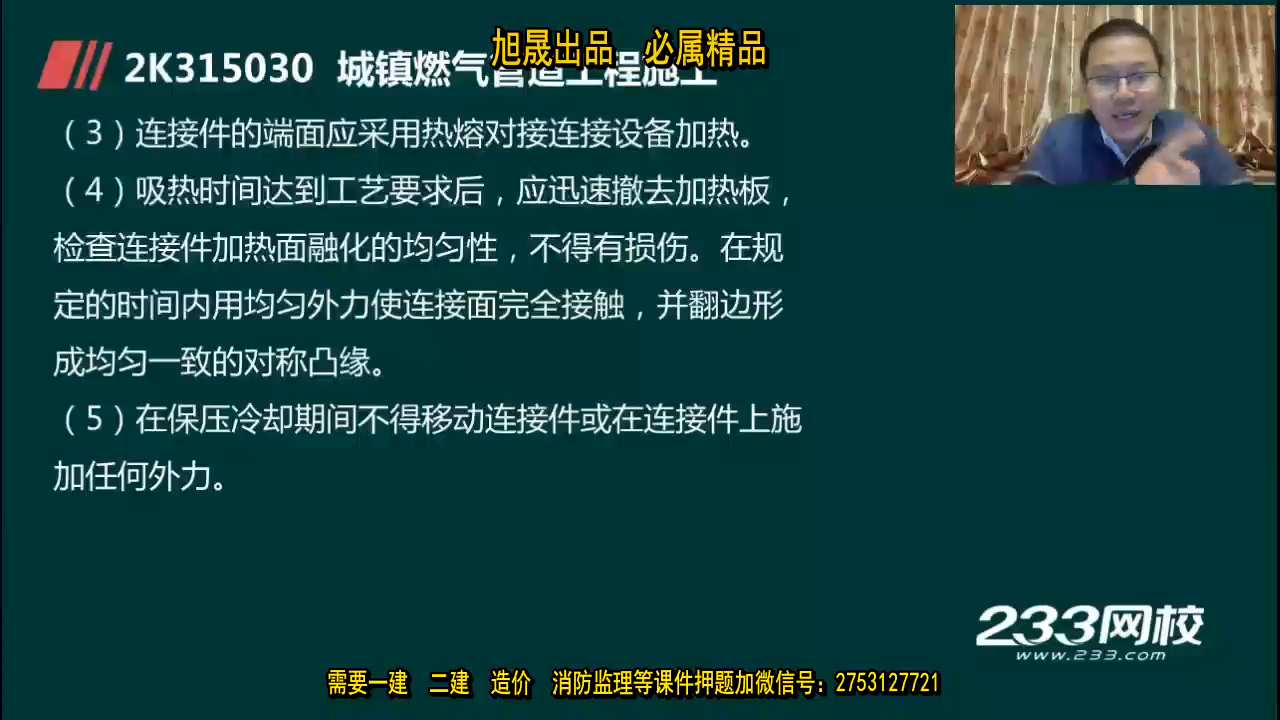 旭晟出品 必属精品
2K315030 城镇燃气管道工程施工
（3）连接件的端面应采用热熔对接连接设备加热。
（4）吸热时间达到工艺要求后，应迅速撤去加热板，
检查连接件加热面融化的均匀性，不得有损伤。在规
定的时间内用均匀外力使连接面完全接触，并翻边形
成均匀一致的对称凸缘。
（5）在保压冷却期间不得移动连接件或在连接件上施
加任何外力。
233网校
www.233.com
需要一建 二建 造价 消防监理等课件押题加微信号：2753127721